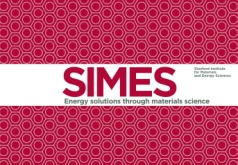 SIMES
Stanford Institute
for Materials
and Energy Sciences
Energy solutions through materials science